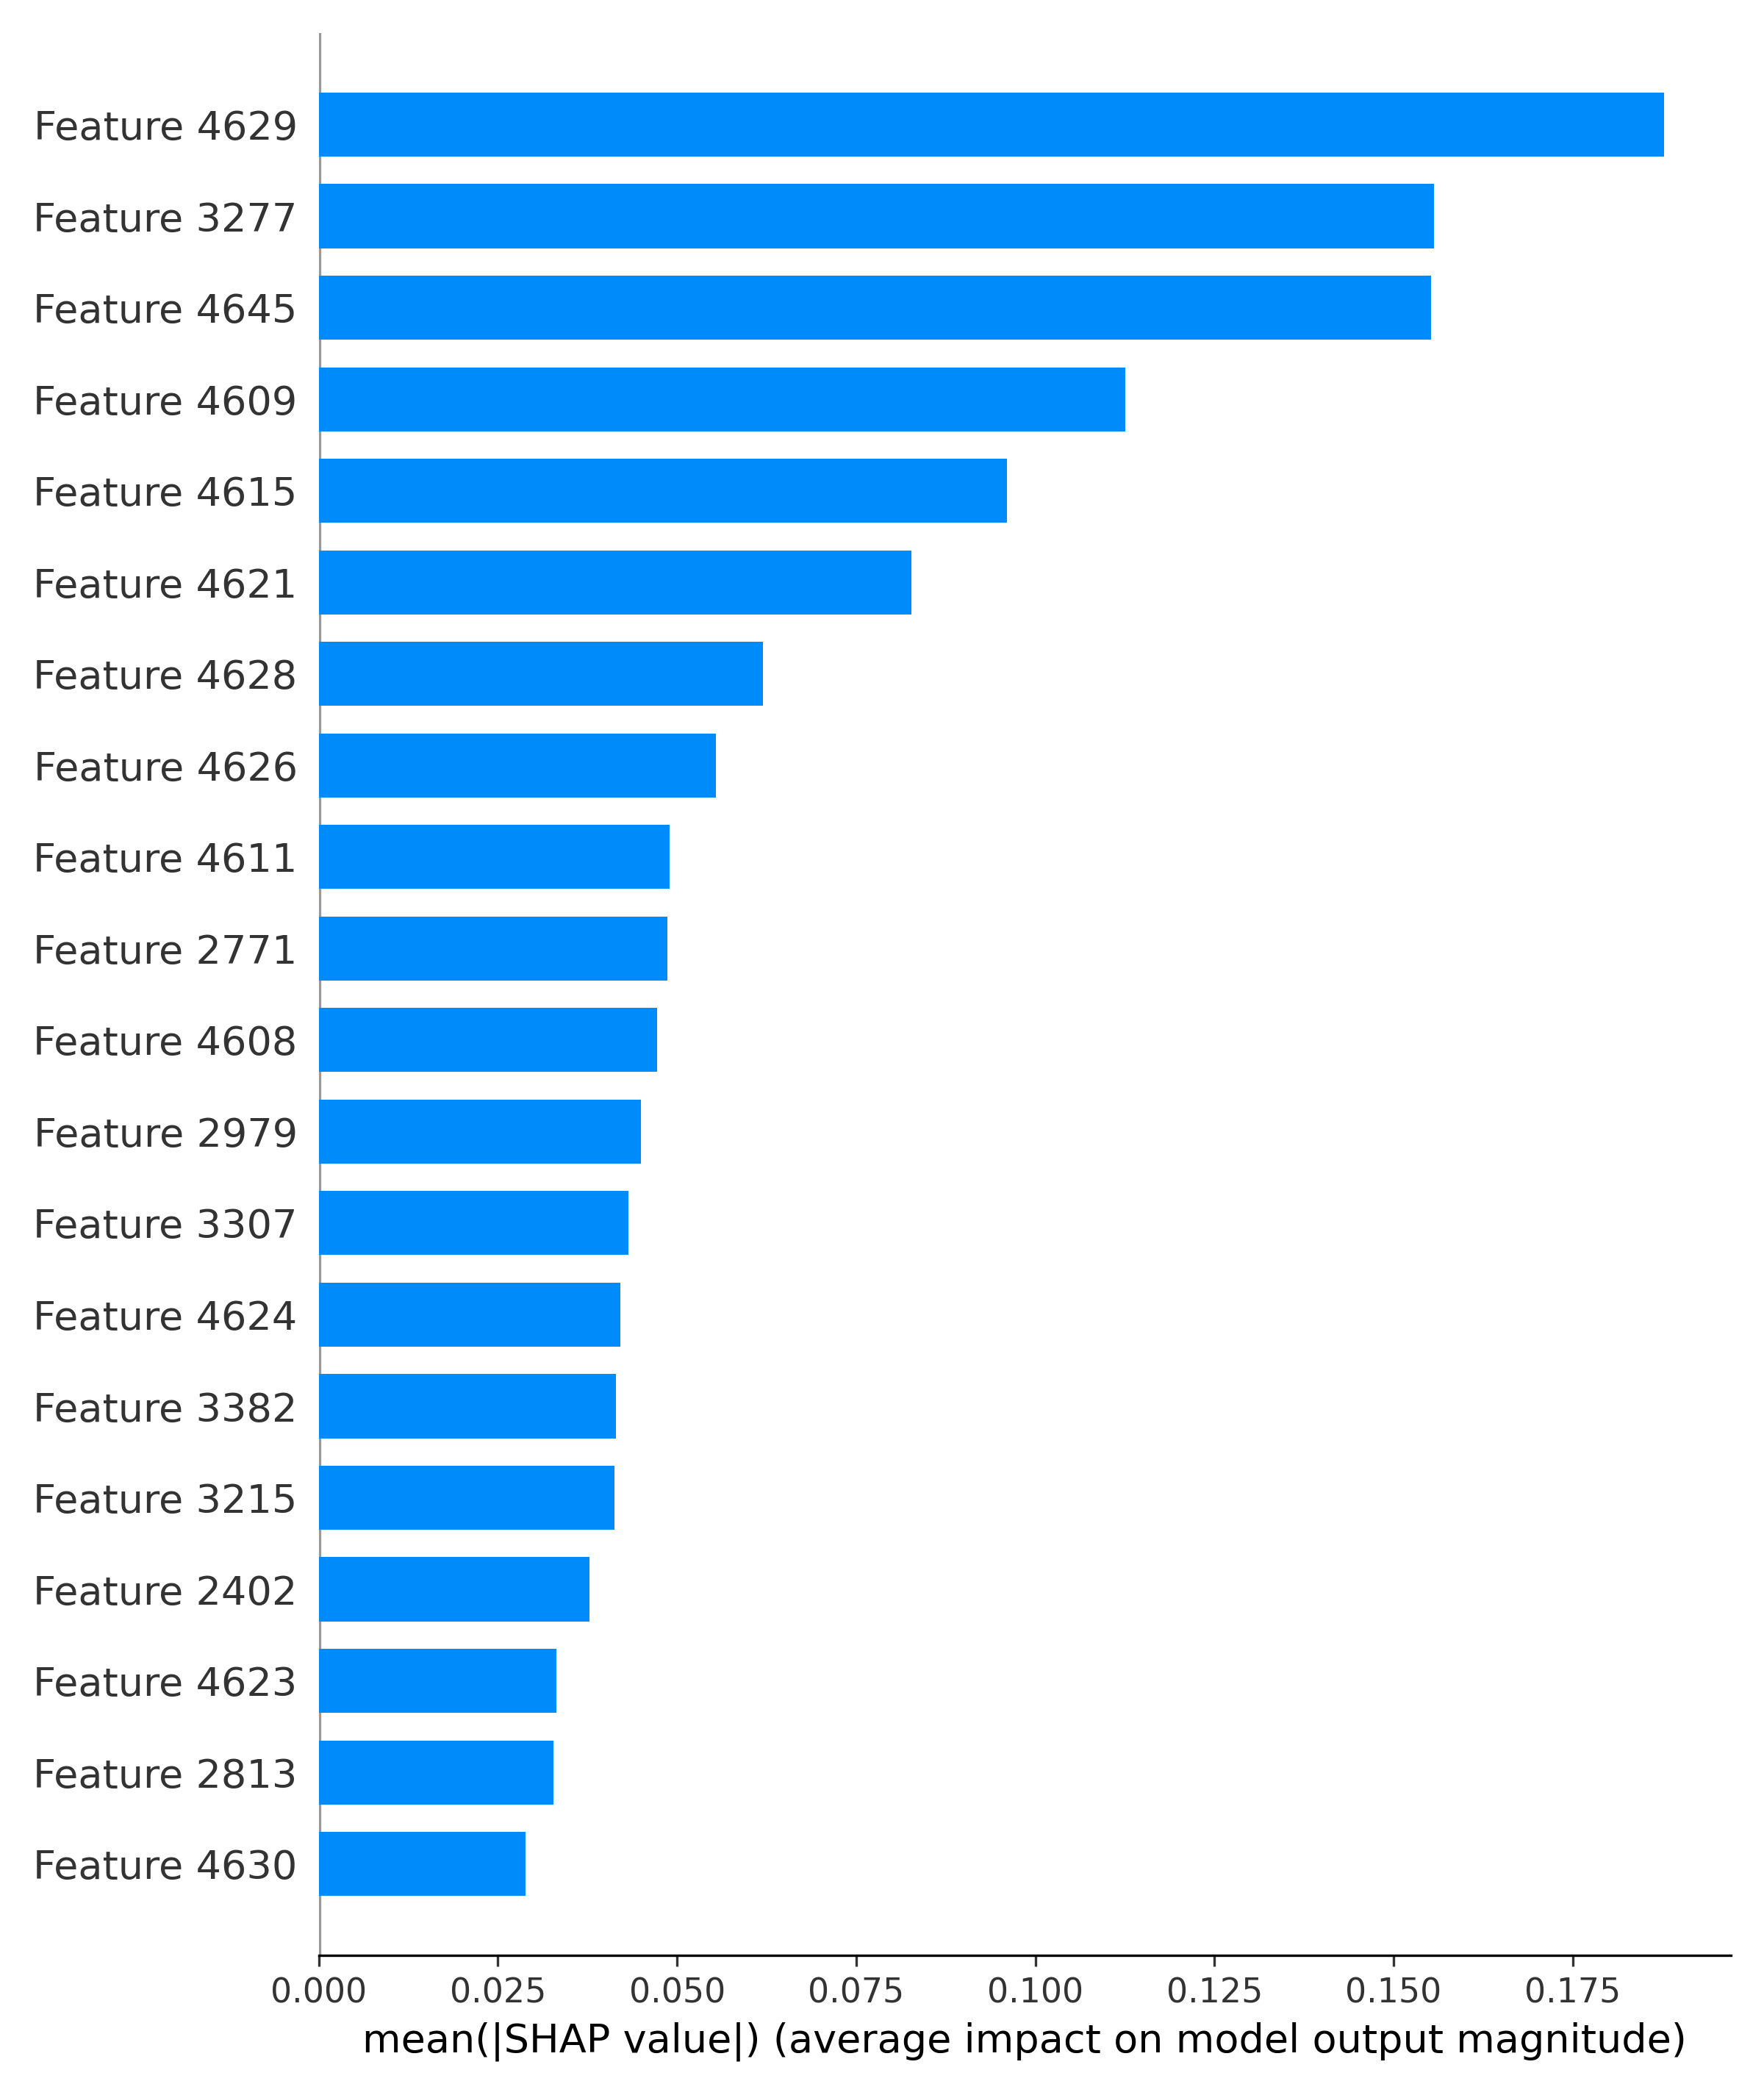 Feature 4629
Feature 3277
Feature 4645
Feature 4609
Feature 4615
Feature 4621
Feature 4628
Feature 4626
Feature 4611
Feature 2771
Feature 4608
Feature 2979
Feature 3307
Feature 4624
Feature 3382
Feature 3215
Feature 2402
Feature 4623
Feature 2813
Feature 4630
0.000 0.025 0.050 0.075 0.100 0.125 0.150 0.175
mean(|SHAP value|) (average impact on model output magnitude)